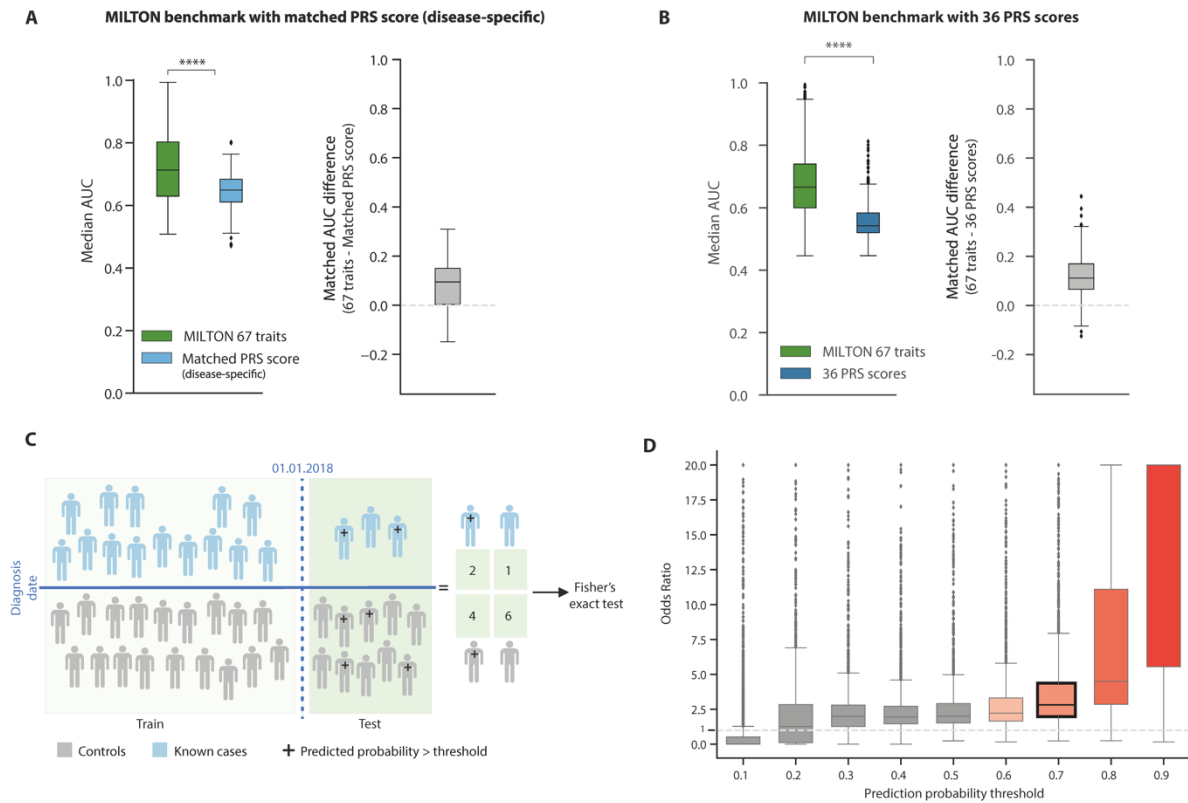 A
MILTON benchmark with matched PRS score (disease-specific)
****
1.0
0.8
0.6
0.4
0.2
0.0
Median AUC
MILTON 67 traits
Matched PRS score
(disease-specific)
1.0
0.8
0.6
0.4
0.2
0.0
−0.2
Matched AUC difference
(67 traits - Matched PRS score)
B
MILTON benchmark with 36 PRS scores
****
1.0
0.8
0.6
0.4
0.2
0.0
Median AUC
MILTON 67 traits
36 PRS scores
1.0
0.8
0.6
0.4
0.2
0.0
-0.2
Matched AUC difference
(67 traits - 36 PRS scores)
C
01.01.2018
Diagnosis
date
+ + + + + +
=
+
2 1
4 6
+
Fisher's
exact test
Train
Test
Controls
Known cases
+ Predicted probability > threshold
D
20.0
17.5
15.0
12.5
10.0
7.5
5.0
2.5
1
0.0
Odds Ratio
0.1 0.2 0.3 0.4 0.5 0.6 0.7 0.8 0.9
Prediction probability threshold